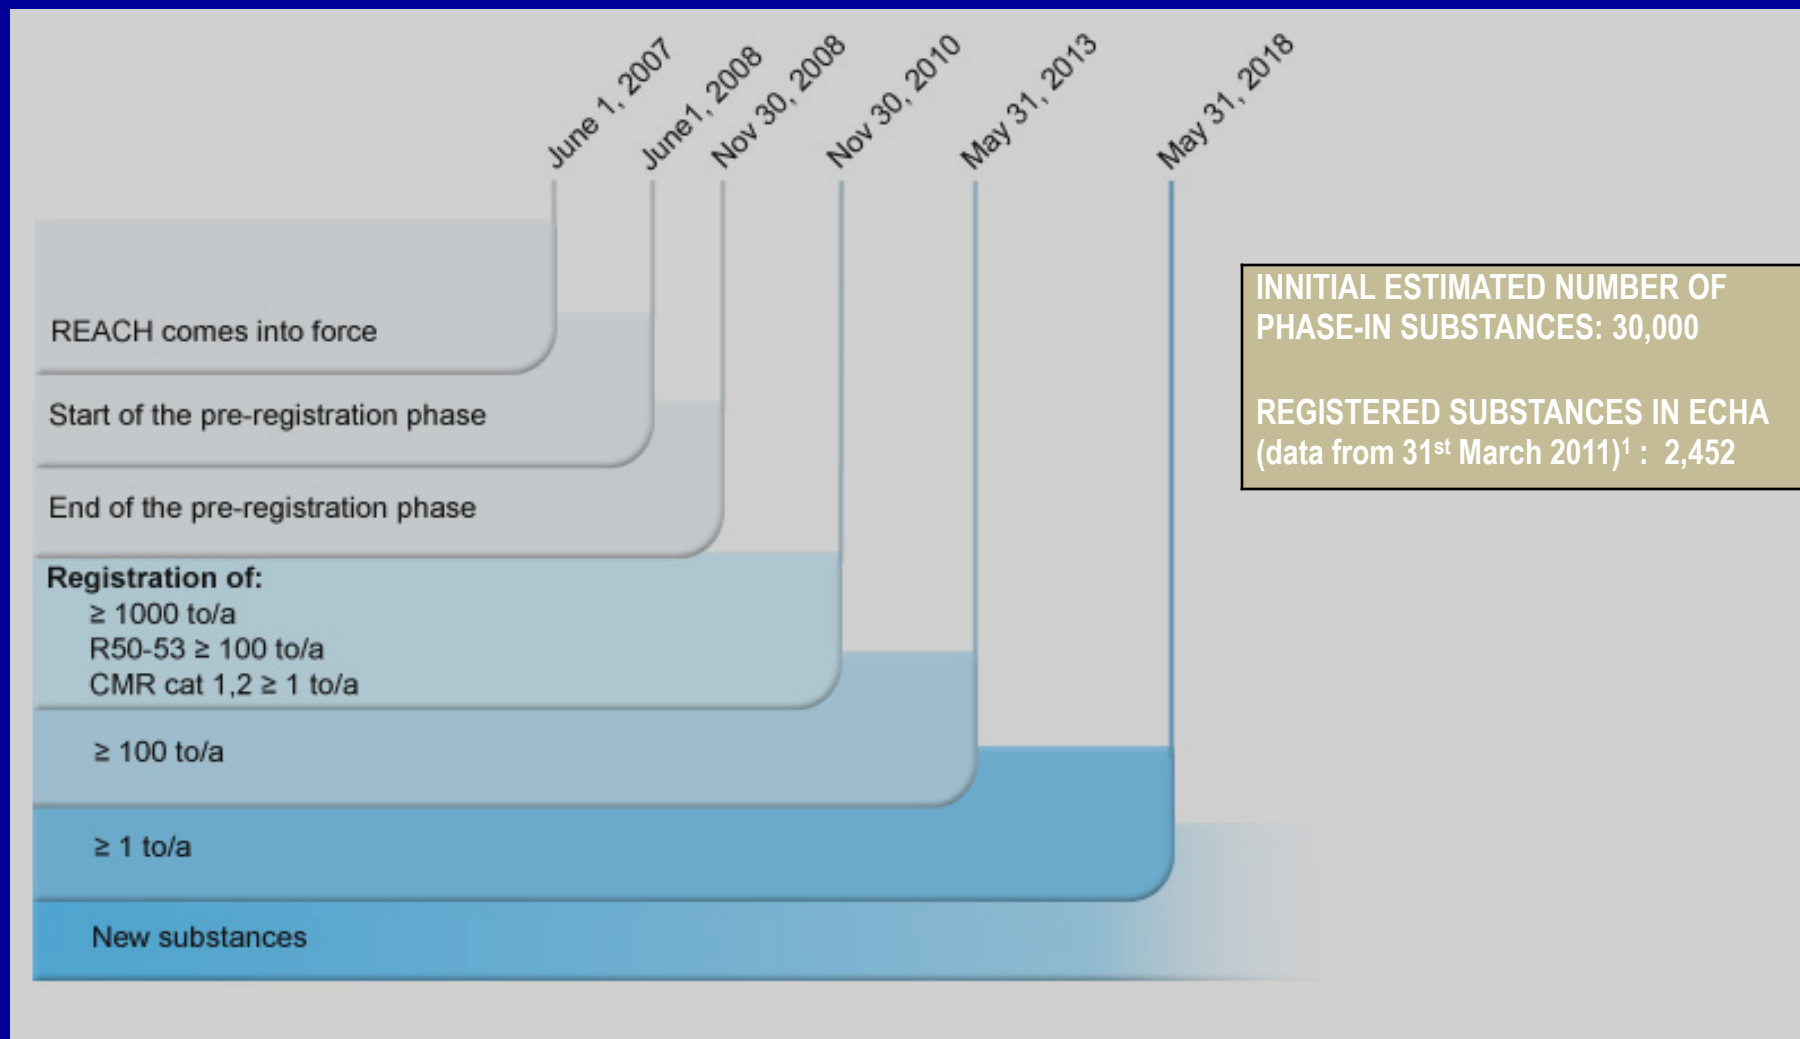 June 1, 2007
June1, 2008
Nov 30, 2008
Nov 30, 2010
May 31, 2013
May 31, 2018
REACH comes into force
Start of the pre-registration phase
End of the pre-registration phase
Registration of:
≥ 1000 to/a
R50-53 ≥ 100 to/a
CMR cat 1,2 ≥ 1 to/a
≥ 100 to/a
≥ 1 to/a
New substances
INNITIAL ESTIMATED NUMBER OF
PHASE-IN SUBSTANCES: 30,000
REGISTERED SUBSTANCES IN ECHA
(data from 31st March 2011)1 : 2,452